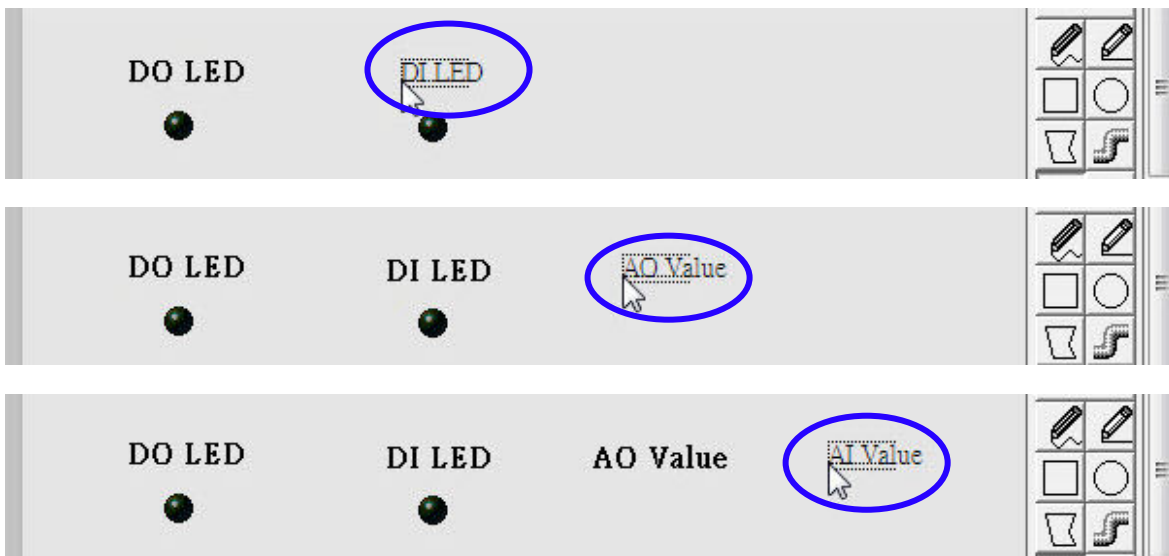 DO LED DI LED
DO LED DI LED AO Value
DO LED DI LED AO Value AI Value